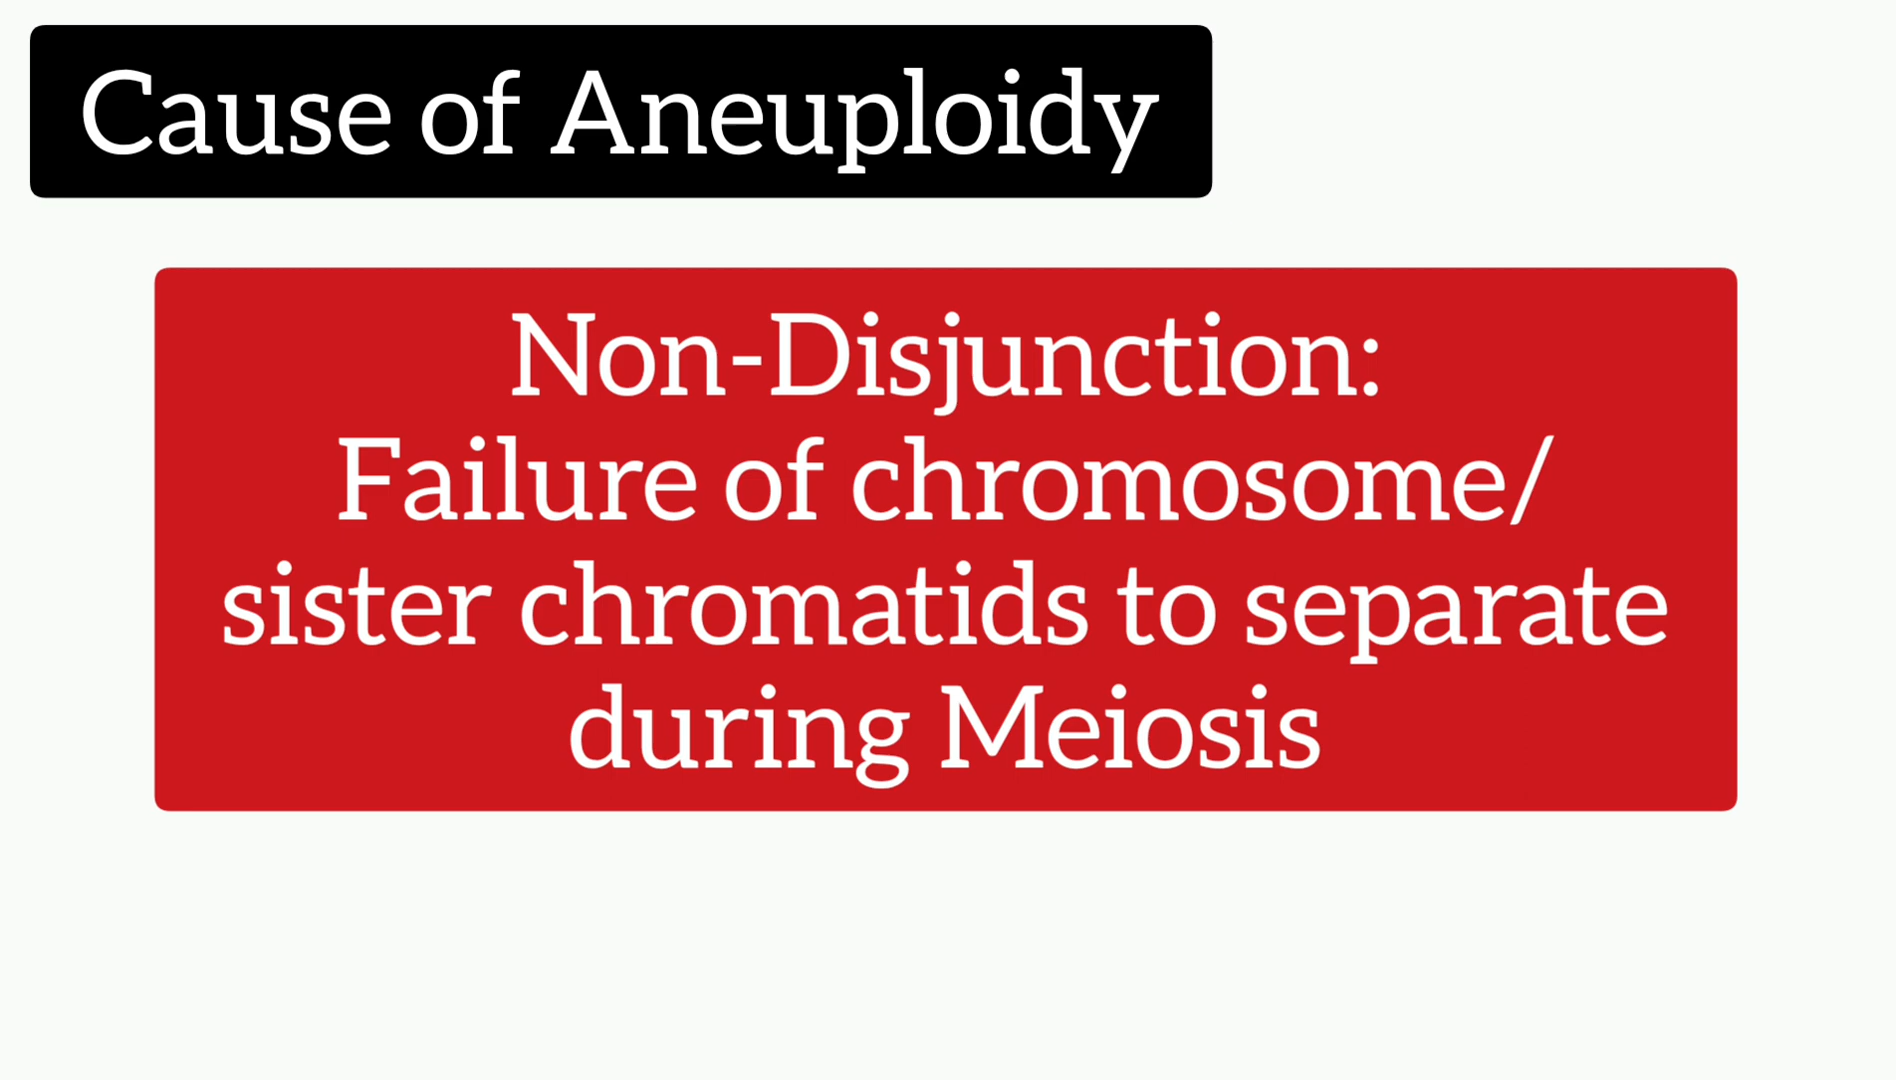 Cause of Aneuploidy
Non-Disjunction:
Failure of chromosome/
sister chromatids to separate
during Meiosis